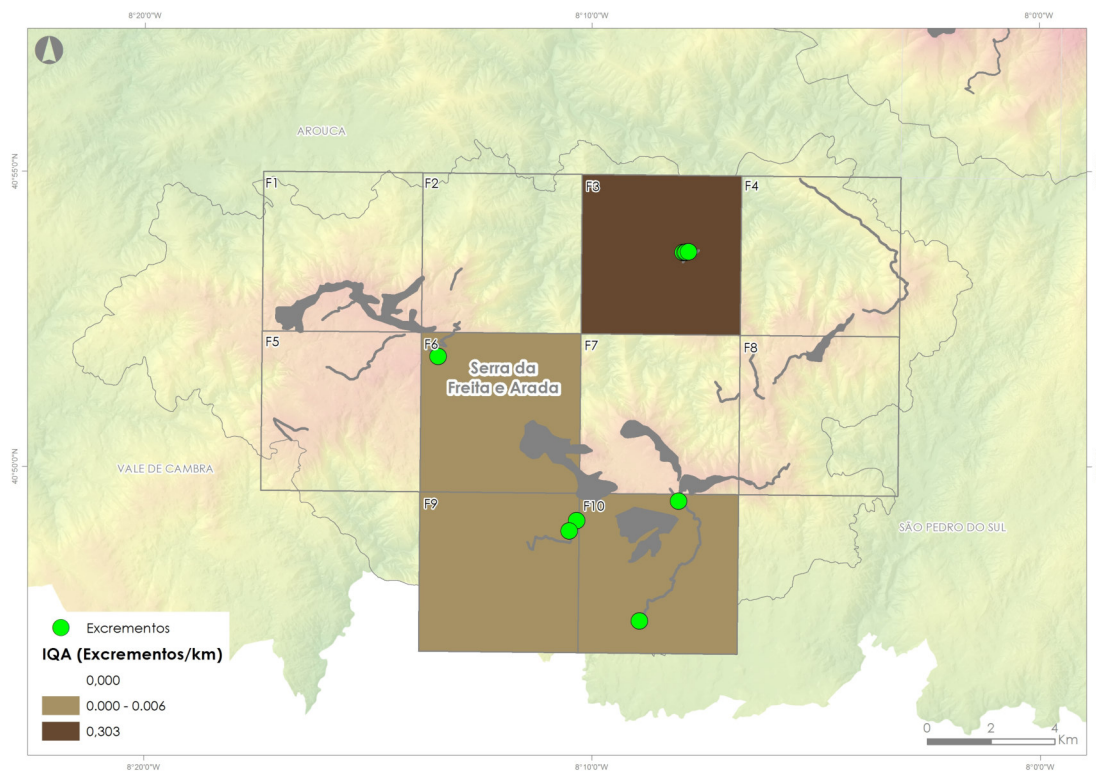 8°20'0"W
8°10'0"W
8°0'0"W
AROUCA
40°55'0"N
F1
F2
F3
F4
F5
F6
F7
F8
Serra da
Freita e Arada
40°50'0"N
VALE DE CAMBRA
F9
F10
SÃO PEDRO DO SUL
Excrementos
IQA (Excrementos/km)
0,000
0.000 - 0.006
0,303
0 2 4
Km
8°20'0"W
8°10'0"W
8°0'0"W